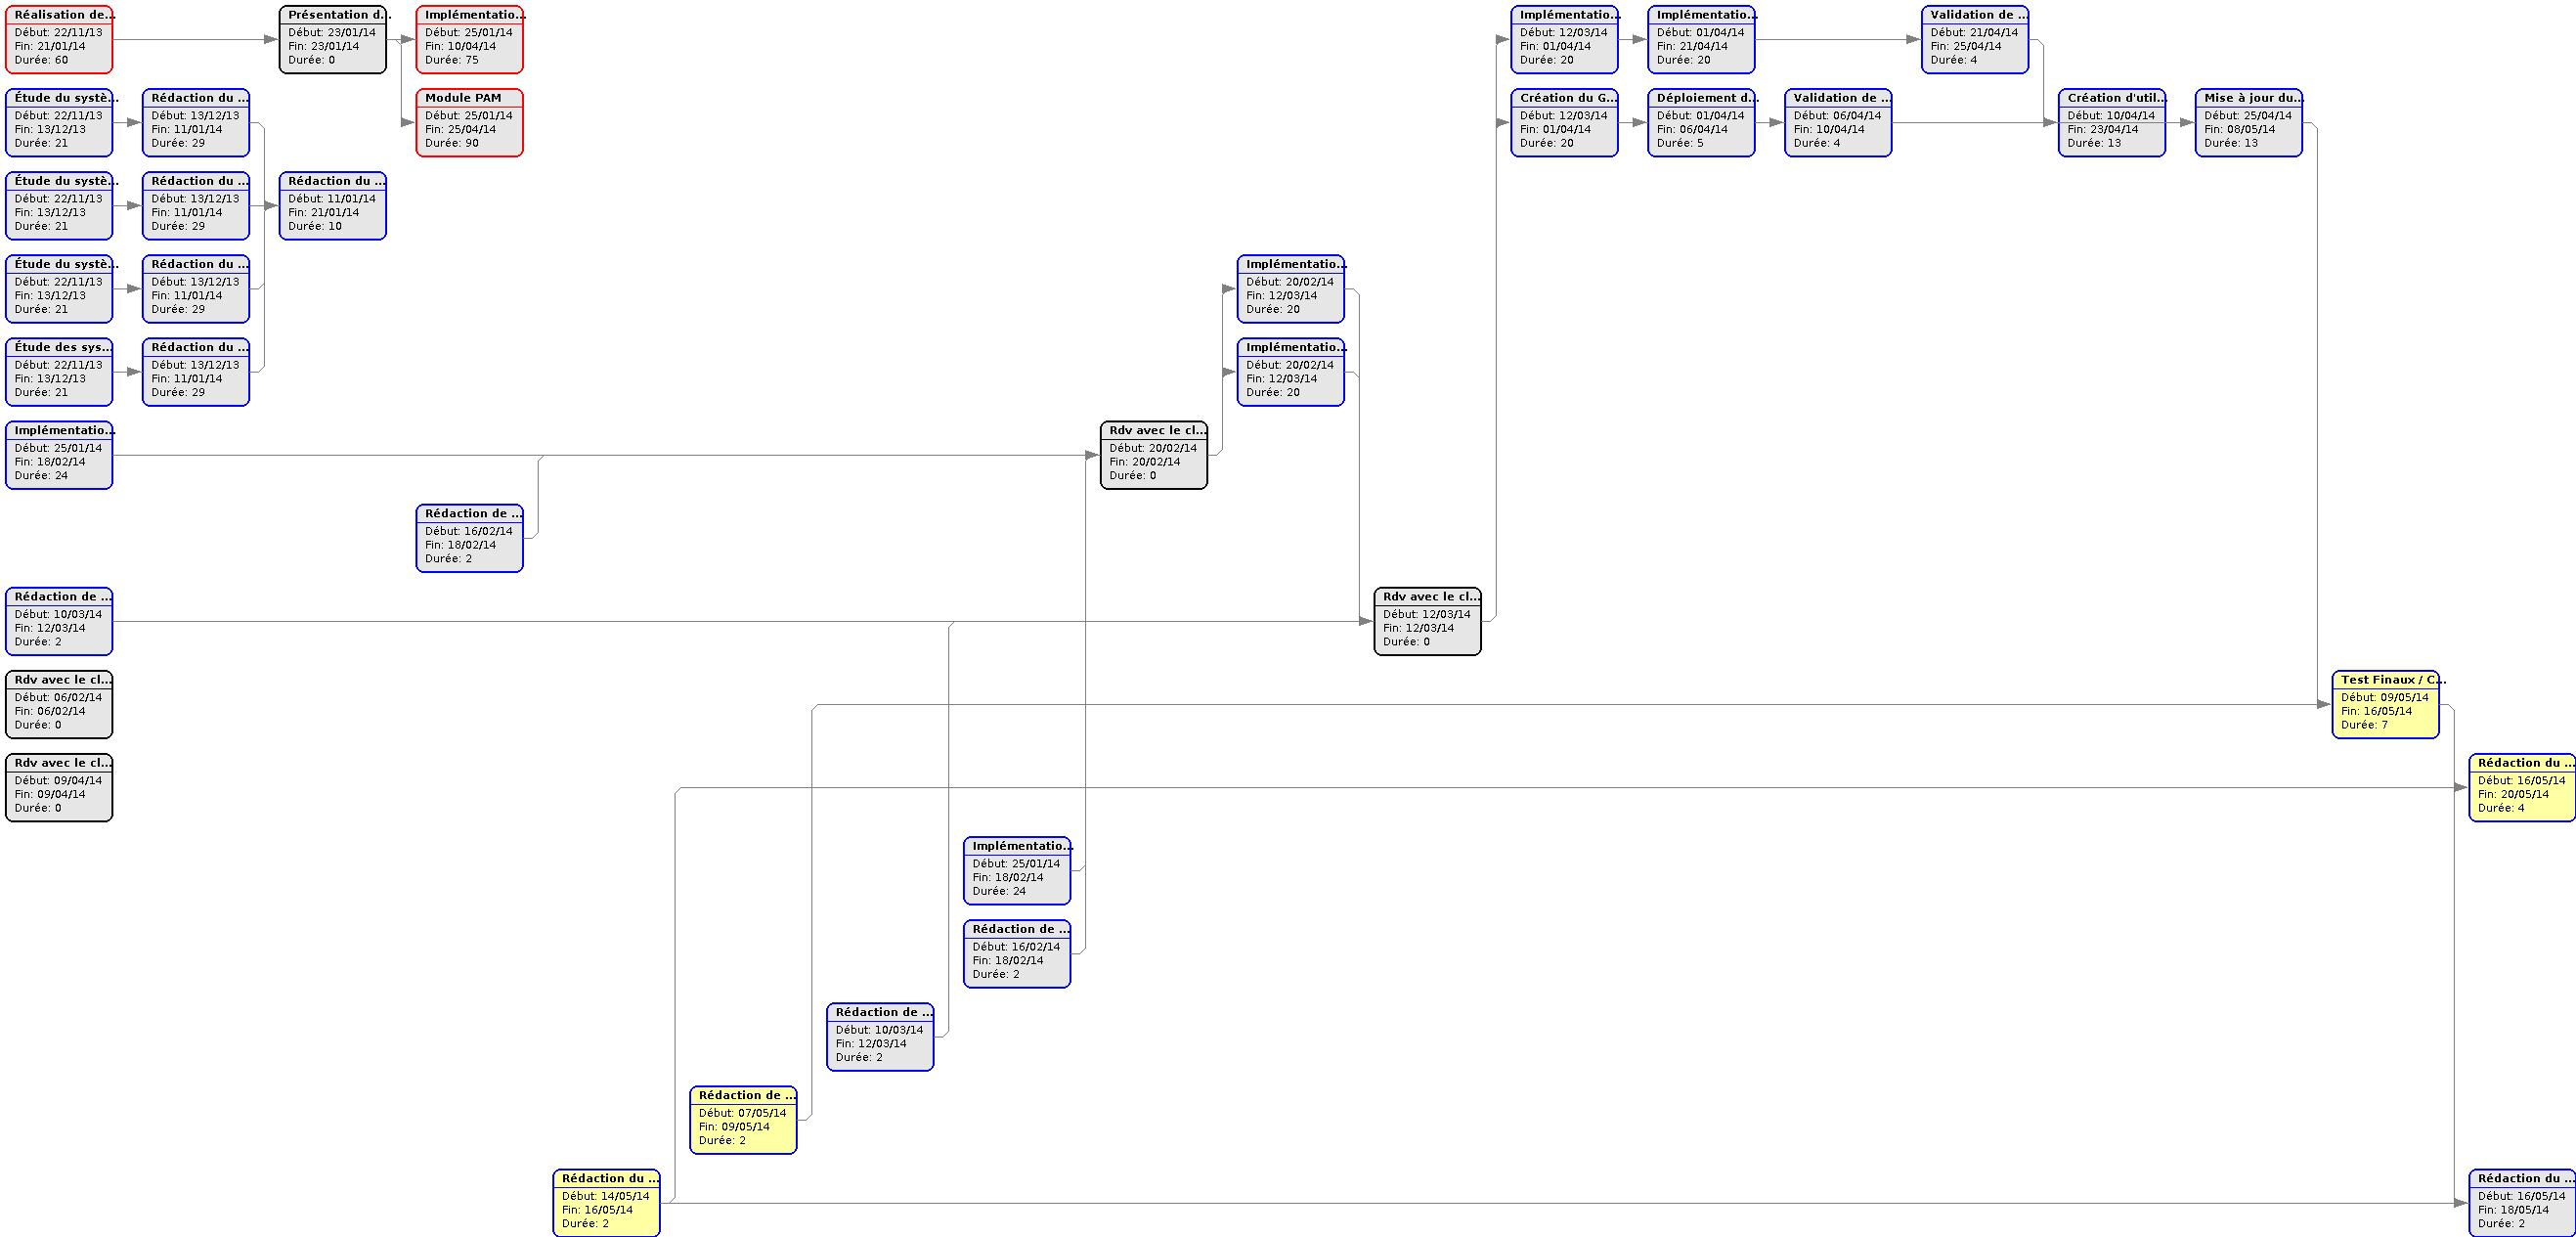 Réalisation de...
Début: 22/11/13
Fin: 21/01/14
Durée: 60
Présentation d...
Début: 23/01/14
Fin: 23/01/14
Durée: 0
Implémentatio...
Début: 25/01/14
Fin: 10/04/14
Durée: 75
Implémentatio...
Début: 12/03/14
Fin: 01/04/14
Durée: 20
Implémentatio...
Début: 01/04/14
Fin: 21/04/14
Durée: 20
Validation de ...
Début: 21/04/14
Fin: 25/04/14
Durée: 4
Étude du systè...
Début: 22/11/13
Fin: 13/12/13
Durée: 21
Rédaction du ...
Début: 13/12/13
Fin: 11/01/14
Durée: 29
Module PAM
Début: 25/01/14
Fin: 25/04/14
Durée: 90
Création du G...
Début: 12/03/14
Fin: 01/04/14
Durée: 20
Déploiement d...
Début: 01/04/14
Fin: 06/04/14
Durée: 5
Validation de ...
Début: 06/04/14
Fin: 10/04/14
Durée: 4
Création d'util...
Début: 10/04/14
Fin: 23/04/14
Durée: 13
Mise à jour du...
Début: 25/04/14
Fin: 08/05/14
Durée: 13
Étude du systè...
Début: 22/11/13
Fin: 13/12/13
Durée: 21
Rédaction du ...
Début: 13/12/13
Fin: 11/01/14
Durée: 29
Rédaction du ...
Début: 11/01/14
Fin: 21/01/14
Durée: 10
Étude du systè...
Début: 22/11/13
Fin: 13/12/13
Durée: 21
Rédaction du ...
Début: 13/12/13
Fin: 11/01/14
Durée: 29
Implémentatio...
Début: 20/02/14
Fin: 12/03/14
Durée: 20
Étude des sys...
Début: 22/11/13
Fin: 13/12/13
Durée: 21
Rédaction du ...
Début: 13/12/13
Fin: 11/01/14
Durée: 29
Implémentatio...
Début: 20/02/14
Fin: 12/03/14
Durée: 20
Implémentatio...
Début: 25/01/14
Fin: 18/02/14
Durée: 24
Rdv avec le cl...
Début: 20/02/14
Fin: 20/02/14
Durée: 0
Rédaction de ...
Début: 16/02/14
Fin: 18/02/14
Durée: 2
Rédaction de ...
Début: 10/03/14
Fin: 12/03/14
Durée: 2
Rdv avec le cl...
Début: 12/03/14
Fin: 12/03/14
Durée: 0
Rdv avec le cl...
Début: 06/02/14
Fin: 06/02/14
Durée: 0
Test Finaux / C...
Début: 09/05/14
Fin: 16/05/14
Durée: 7
Rdv avec le cl...
Début: 09/04/14
Fin: 09/04/14
Durée: 0
Rédaction du ...
Début: 16/05/14
Fin: 20/05/14
Durée: 4
Implémentatio...
Début: 25/01/14
Fin: 18/02/14
Durée: 24
Rédaction de ...
Début: 16/02/14
Fin: 18/02/14
Durée: 2
Rédaction de ...
Début: 10/03/14
Fin: 12/03/14
Durée: 2
Rédaction de ...
Début: 07/05/14
Fin: 09/05/14
Durée: 2
Rédaction du ...
Début: 14/05/14
Fin: 16/05/14
Durée: 2
Rédaction du ...
Début: 16/05/14
Fin: 18/05/14
Durée: 2